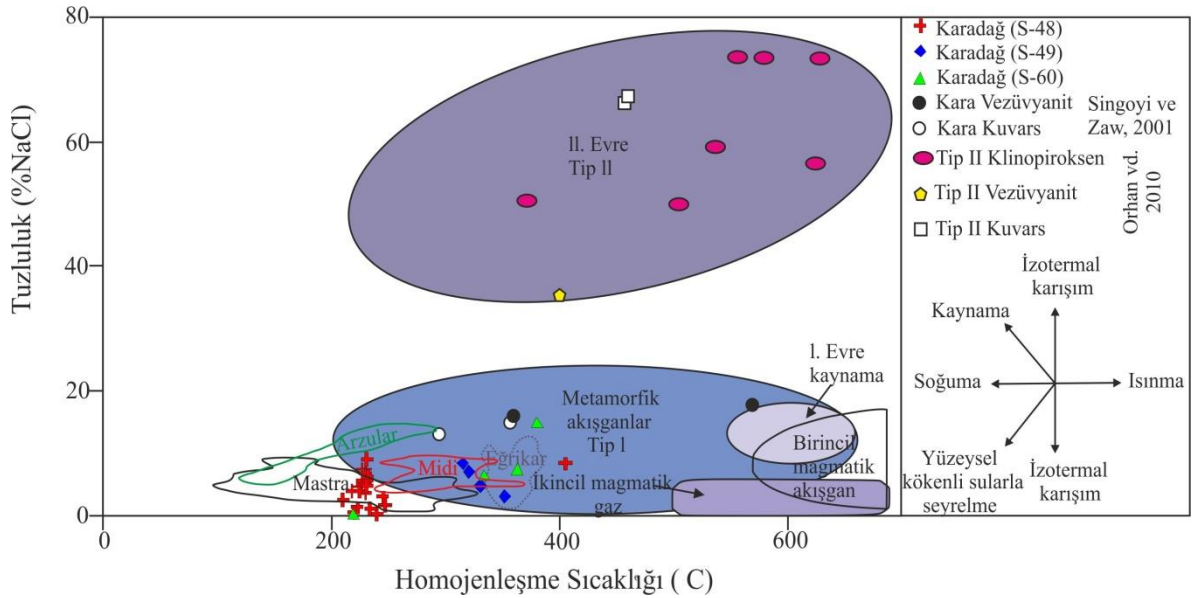 80
60
40
20
0
Tuzluluk (%NaCl)
0
200
400
600
Homojenleşme Sıcaklığı ( C)
ll. Evre
Tip ll
l. Evre
kaynama
Metamorfik
akışganlar
Tip l
Birincil
magmatik
akışgan
İkincil magmatik
gaz
Arzular
Mastra
Midi
Eğrikar
Karadağ (S-48)
Karadağ (S-49)
Karadağ (S-60)
Kara Vezüvyanit
Kara Kuvars
Singoyi ve
Zaw, 2001
Tip II Klinopiroksen
Tip II Vezüvyanit
Tip II Kuvars
Orhan vd.
2010
İzotermal
karışım
Kaynama
Soğuma
Isınma
Yüzeysel
kökenli sularla
seyrelme
İzotermal
karışım